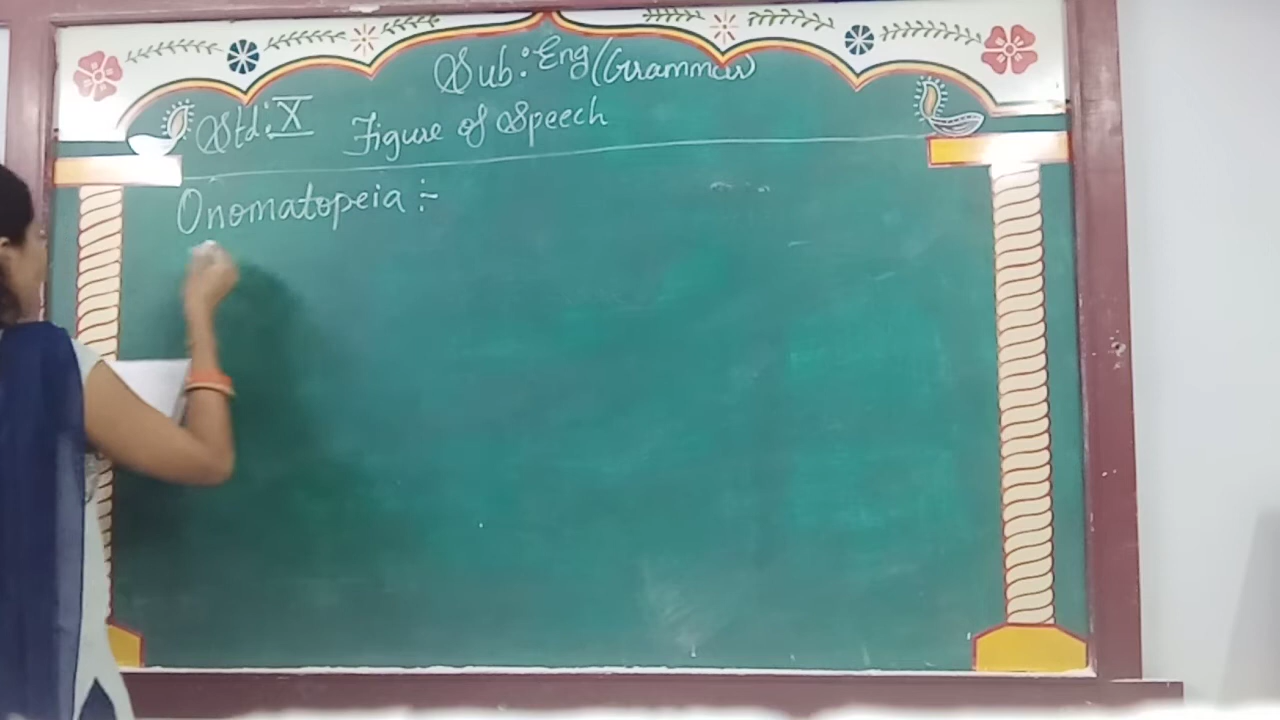 Sub: Eng (Grammar)
Std: X Figure of Speech
Onomatopeia :-